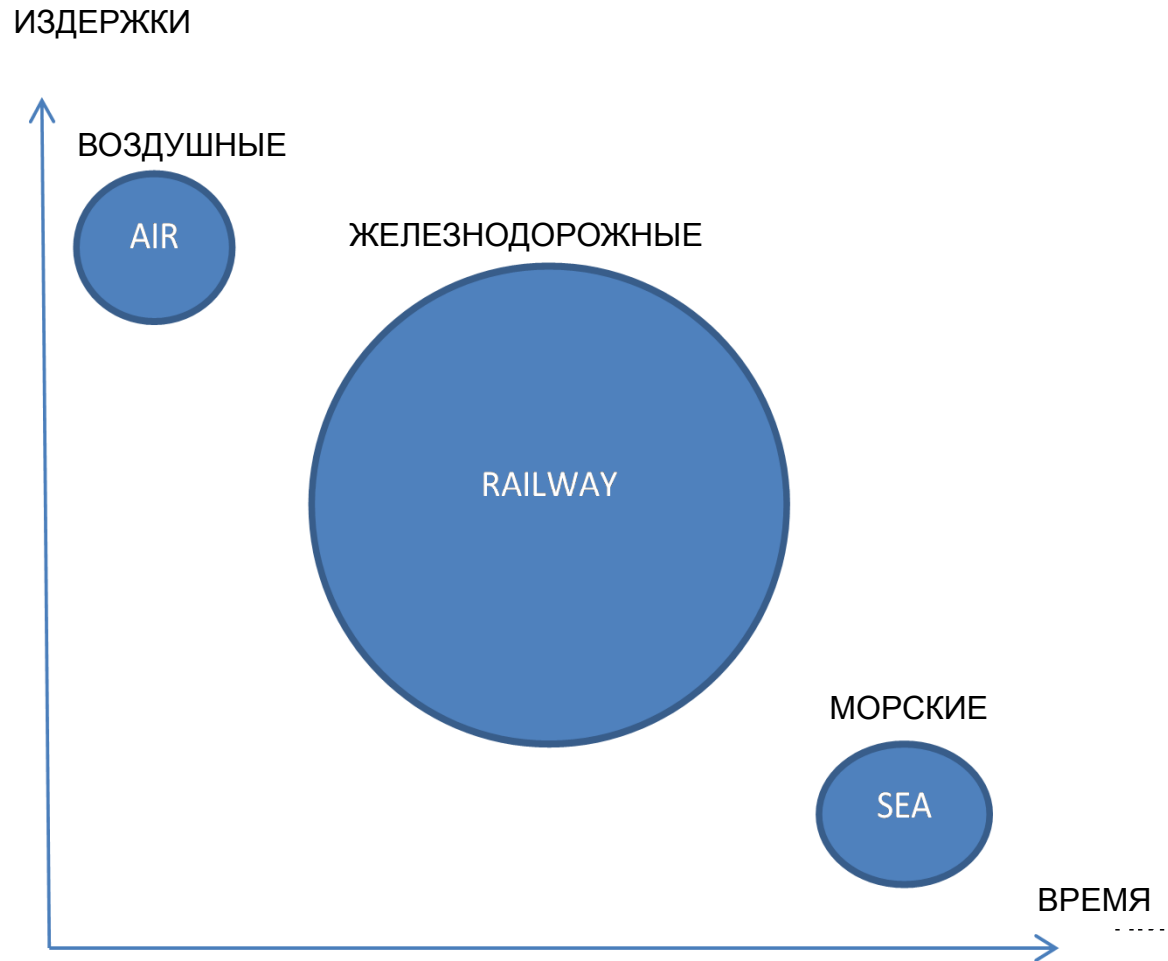 ИЗДЕРЖКИ
ВОЗДУШНЫЕ
AIR
ЖЕЛЕЗНОДОРОЖНЫЕ
RAILWAY
МОРСКИЕ
SEA
ВРЕМЯ